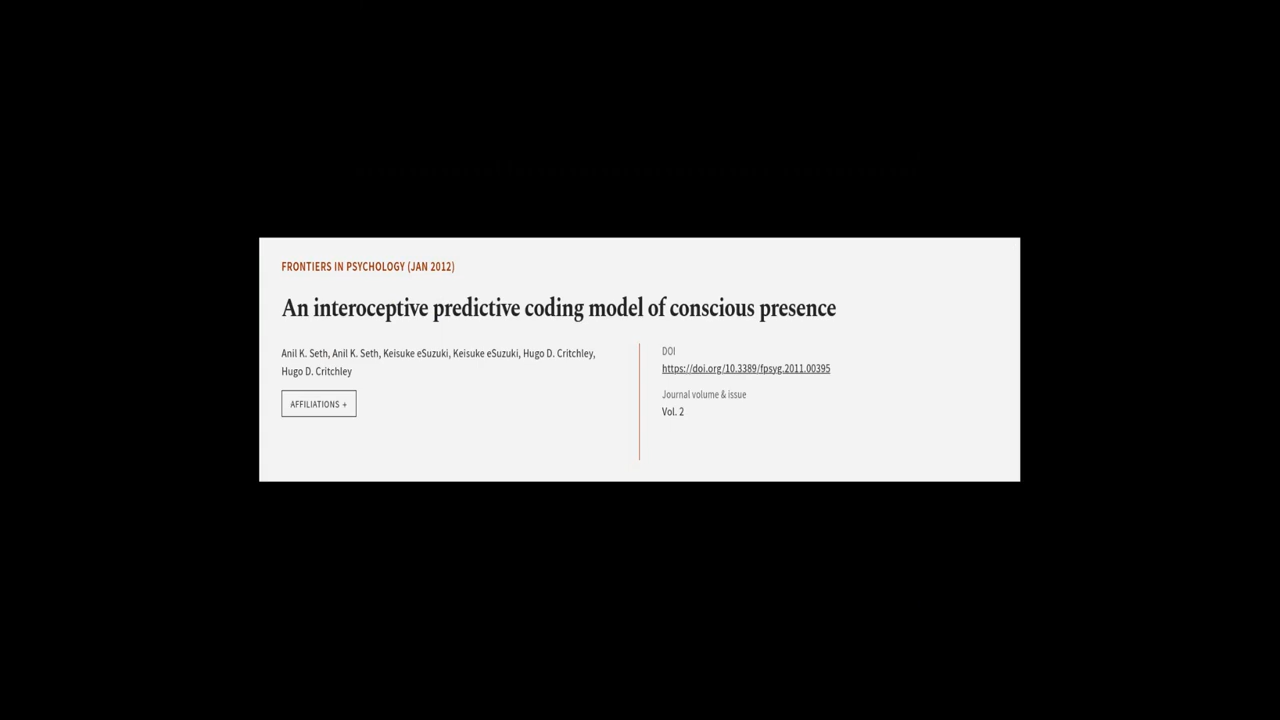 FRONTIERS IN PSYCHOLOGY (JAN 2012)
An interoceptive predictive coding model of conscious presence
Anil K. Seth, Anil K. Seth, Keisuke eSuzuki, Keisuke eSuzuki, Hugo D. Critchley,
Hugo D. Critchley
AFFILIATIONS +
DOI
https://doi.org/10.3389/fpsyg.2011.00395
Journal volume & issue
Vol. 2